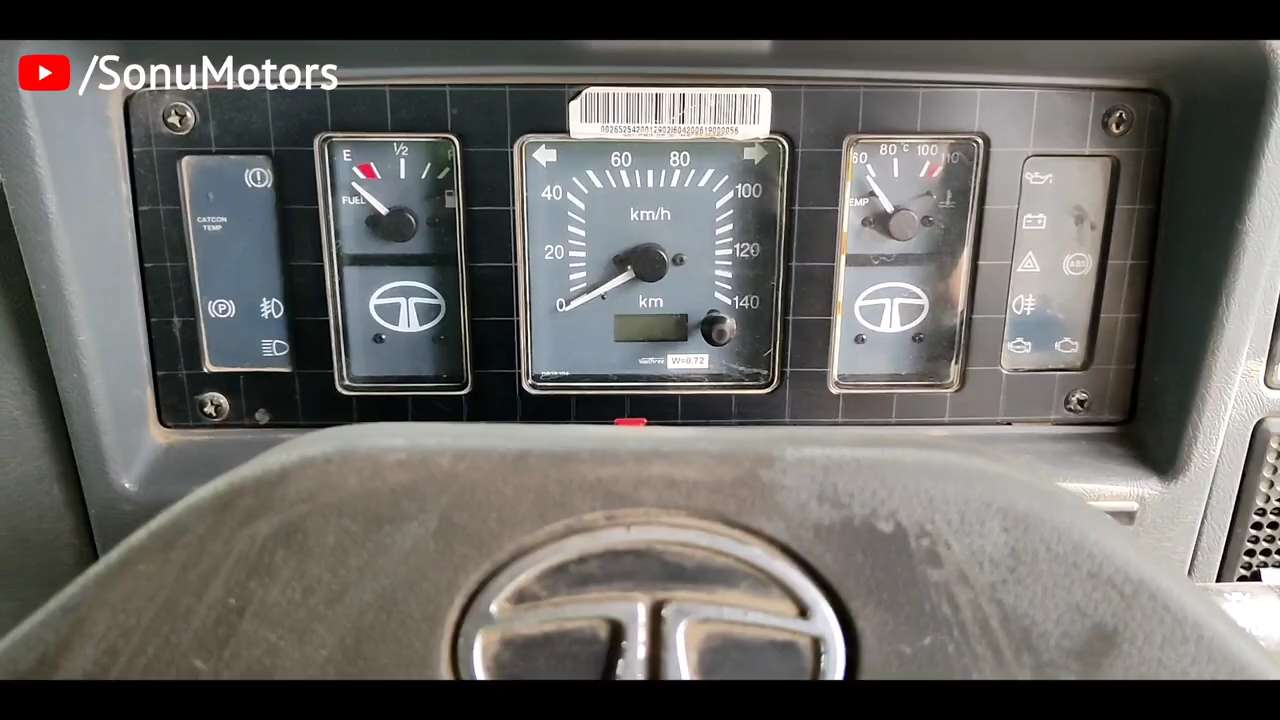 /SonuMotors
E 1/2
FUEL
CATCON
TEMP
(P)
60 80
40 100
km/h
20 120
0 km 140
W=0.72
60 80 °C 100 110
EMP
ABS